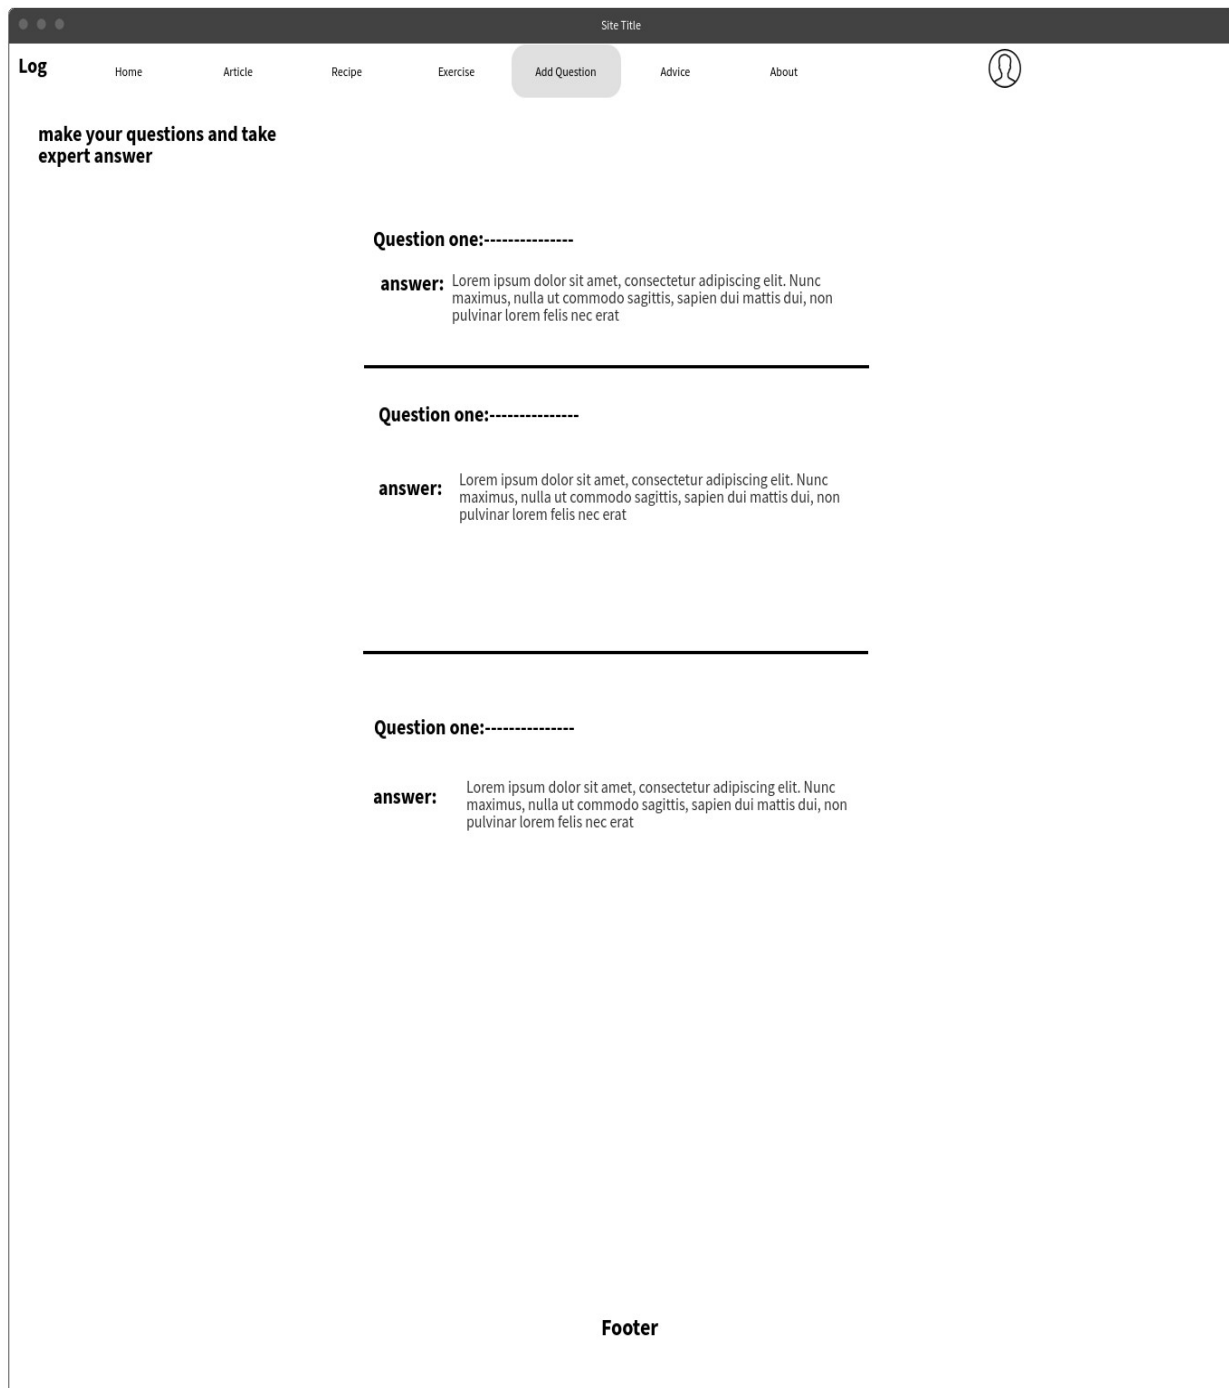 Site Title
Log
Home
Article
Recipe
Exercise
Add Question
Advice
About
make your questions and take
expert answer
Question one:---------------
answer:
Lorem ipsum dolor sit amet, consectetur adipiscing elit. Nunc
maximus, nulla ut commodo sagittis, sapien dui mattis dui, non
pulvinar lorem felis nec erat
Question one:---------------
answer:
Lorem ipsum dolor sit amet, consectetur adipiscing elit. Nunc
maximus, nulla ut commodo sagittis, sapien dui mattis dui, non
pulvinar lorem felis nec erat
Question one:---------------
answer:
Lorem ipsum dolor sit amet, consectetur adipiscing elit. Nunc
maximus, nulla ut commodo sagittis, sapien dui mattis dui, non
pulvinar lorem felis nec erat
Footer